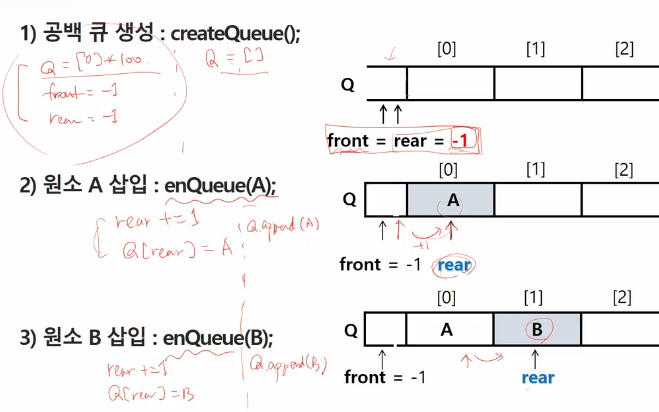 1) 공백 큐 생성 : createQueue();
Q = [0]*100
front = -1
rear = -1
Q = []
[0] [1] [2]
Q
front = rear = -1
2) 원소 A 삽입 : enQueue(A);
rear += 1
Q[rear] = A
Q.append(A)
[0] [1] [2]
Q A
+1
front = -1 rear
3) 원소 B 삽입 : enQueue(B);
rear += 1
Q[rear] = B
Q.append(B)
[0] [1] [2]
Q A B
front = -1 rear